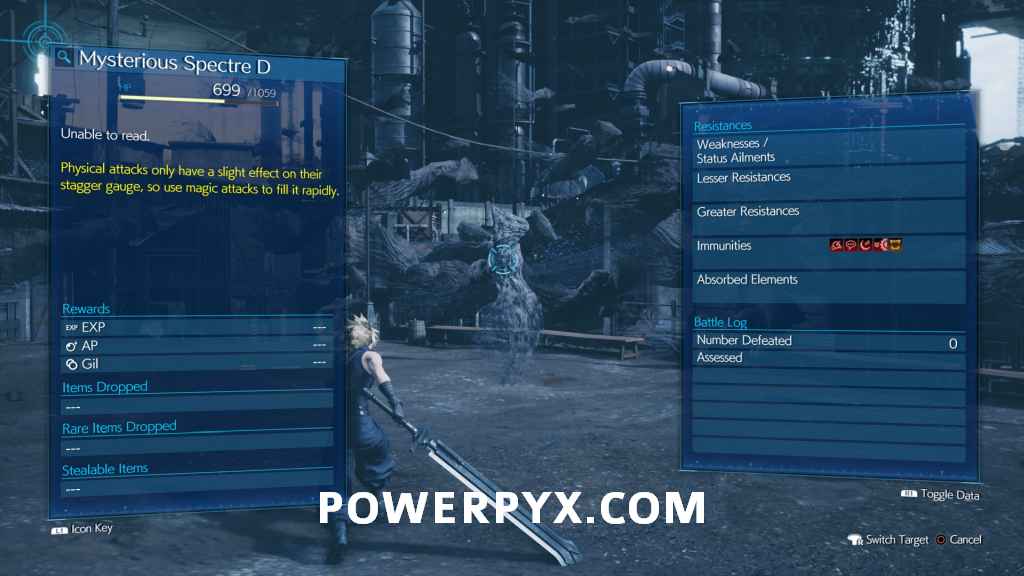 Mysterious Spectre D
HP 699 / 1059
Unable to read.
Physical attacks only have a slight effect on their
stagger gauge, so use magic attacks to fill it rapidly.
Rewards
EXP EXP ---
AP ---
Gil ---
Items Dropped
---
Rare Items Dropped
---
Stealable Items
---
L1 Icon Key
Resistances
Weaknesses /
Status Ailments
Lesser Resistances
Greater Resistances
Immunities
Absorbed Elements
Battle Log
Number Defeated 0
Assessed
POWERPYX.COM
Toggle Data
Switch Target Cancel